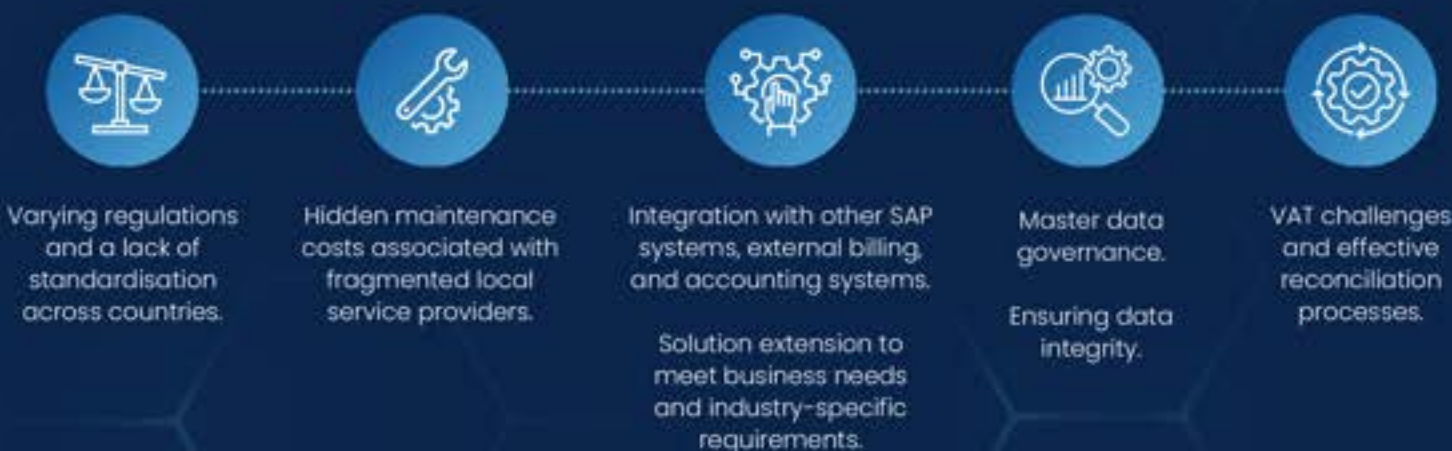 Varying regulations
and a lack of
standardisation
across countries.
Hidden maintenance
costs associated with
fragmented local
service providers.
Integration with other SAP
systems, external billing,
and accounting systems.
Solution extension to
meet business needs
and industry-specific
requirements.
Master data
governance.
Ensuring data
integrity.
VAT challenges
and effective
reconciliation
processes.